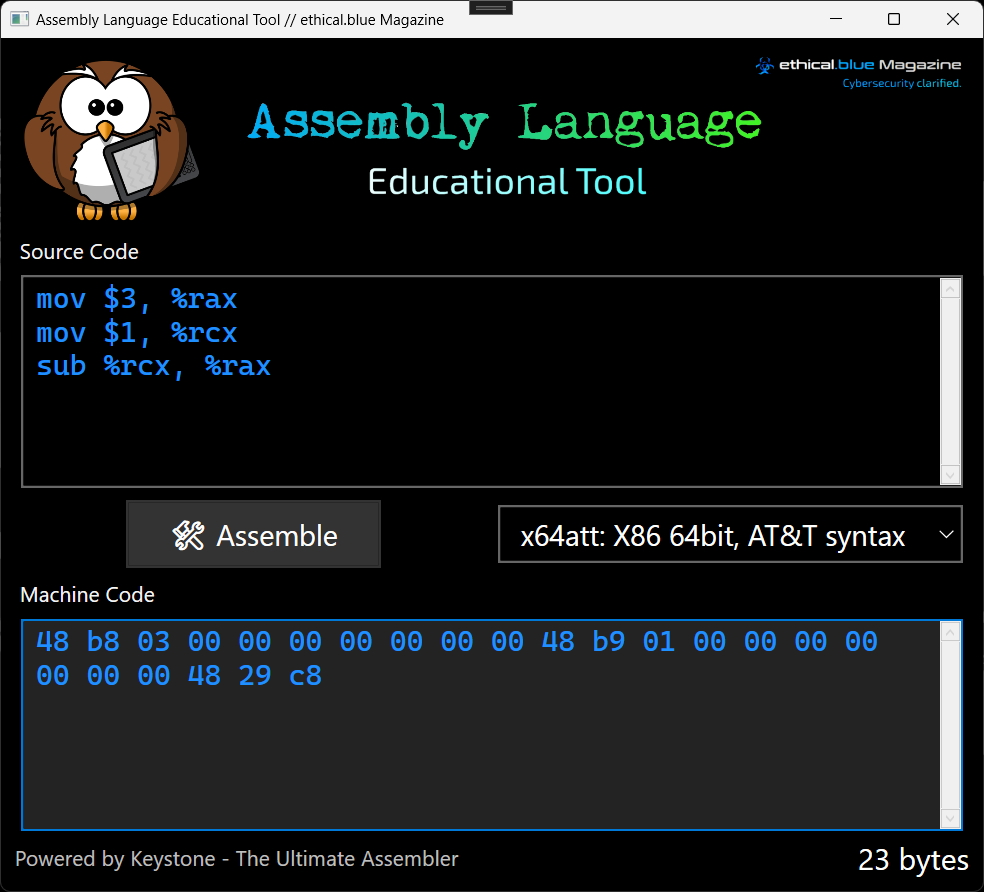 Assembly Language Educational Tool // ethical.blue Magazine
ethical.blue Magazine
Cybersecurity clarified.
Assembly Language
Educational Tool
Source Code
mov $3, %rax
mov $1, %rcx
sub %rcx, %rax
Assemble
x64att: X86 64bit, AT&T syntax
Machine Code
48 b8 03 00 00 00 00 00 00 00 48 b9 01 00 00 00 00
00 00 00 48 29 c8
Powered by Keystone - The Ultimate Assembler
23 bytes